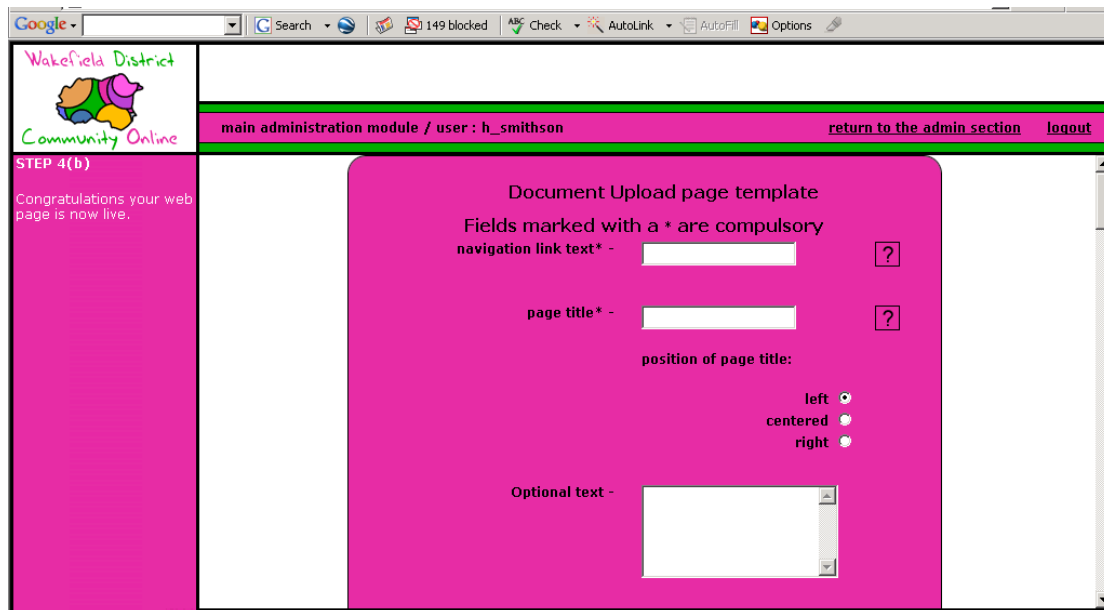 Google Search 149 blocked ABC Check AutoLink AutoFill Options
Wakefield District
Community Online
main administration module / user : h_smithson return to the admin section logout
STEP 4(b)
Congratulations your web
page is now live.
Document Upload page template
Fields marked with a * are compulsory
navigation link text* - ?
page title* - ?
position of page title:
left
centered
right
Optional text -